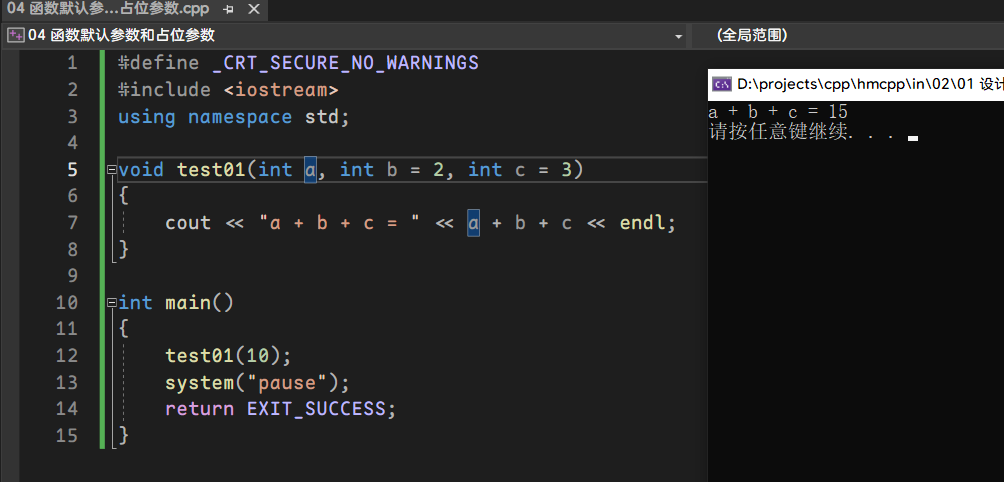 04 函数默认参...占位参数.cpp
04 函数默认参数和占位参数
(全局范围)
1 #define _CRT_SECURE_NO_WARNINGS
2 #include <iostream>
3 using namespace std;
4
5 void test01(int a, int b = 2, int c = 3)
6 {
7 cout << "a + b + c = " << a + b + c << endl;
8 }
9
10 int main()
11 {
12 test01(10);
13 system("pause");
14 return EXIT_SUCCESS;
15 }
D:\projects\cpp\hmcpp\in\02\01 设计
a + b + c = 15
请按任意键继续. . .